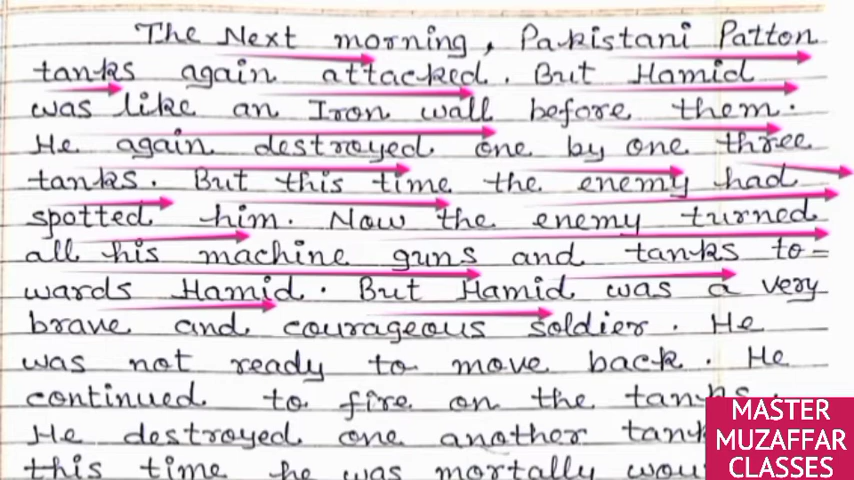 The Next morning, Pakistani Patton
tanks again attacked. But Hamid
was like an Iron wall before them.
He again destroyed one by one three
tanks. But this time the enemy had
spotted him. Now the enemy turned
all his machine guns and tanks to-
wards Hamid. But Hamid was a very
brave and courageous soldier. He
was not ready to move back. He
continued to fire on the tanks.
He destroyed one another
this time he was mortally
MASTER
MUZAFFAR
CLASSES